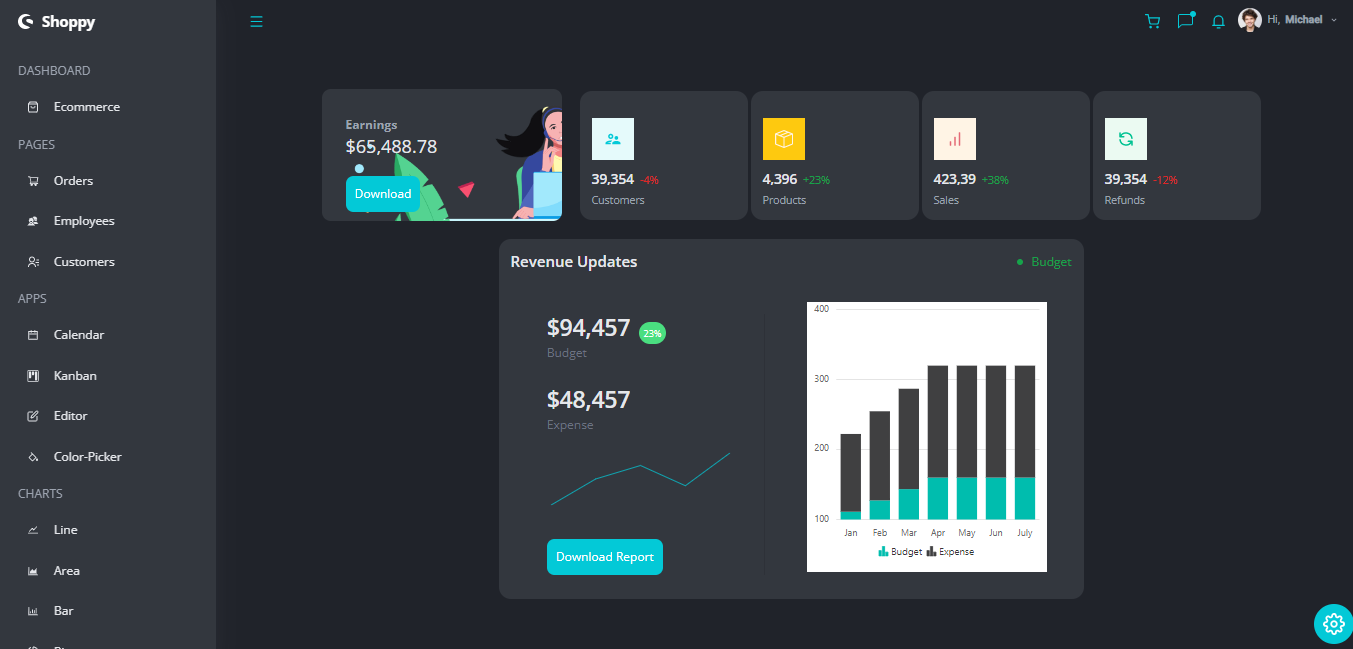 Shoppy
Hi, Michael
DASHBOARD
Ecommerce
PAGES
Orders
Employees
Customers
APPS
Calendar
Kanban
Editor
Color-Picker
CHARTS
Line
Area
Bar
Earnings
$65,488.78
Download
39,354 -4%
Customers
4,396 +23%
Products
423,39 +38%
Sales
39,354 -12%
Refunds
Revenue Updates
Budget
$94,457 23%
Budget
$48,457
Expense
Download Report
400
300
200
100
Jan Feb Mar Apr May Jun July
Budget Expense